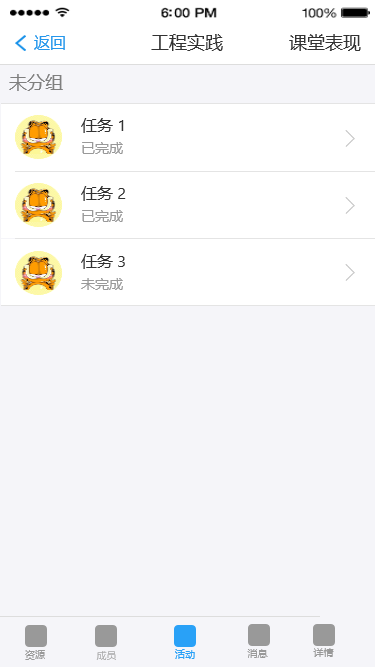 6:00 PM 100%
返回 工程实践 课堂表现
未分组
任务 1
已完成
任务 2
已完成
任务 3
未完成
资源 成员 活动 消息 详情